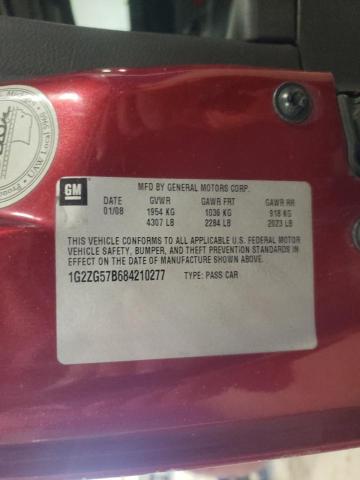 GM
MFD BY GENERAL MOTORS CORP.
DATE GVWR GAWR FRT GAWR RR
01/08 1954 KG 1036 KG 918 KG
4307 LB 2284 LB 2023 LB
THIS VEHICLE CONFORMS TO ALL APPLICABLE U.S. FEDERAL MOTOR
VEHICLE SAFETY, BUMPER, AND THEFT PREVENTION STANDARDS IN
EFFECT ON THE DATE OF MANUFACTURE SHOWN ABOVE.
1G2ZG57B684210277 TYPE: PASS CAR